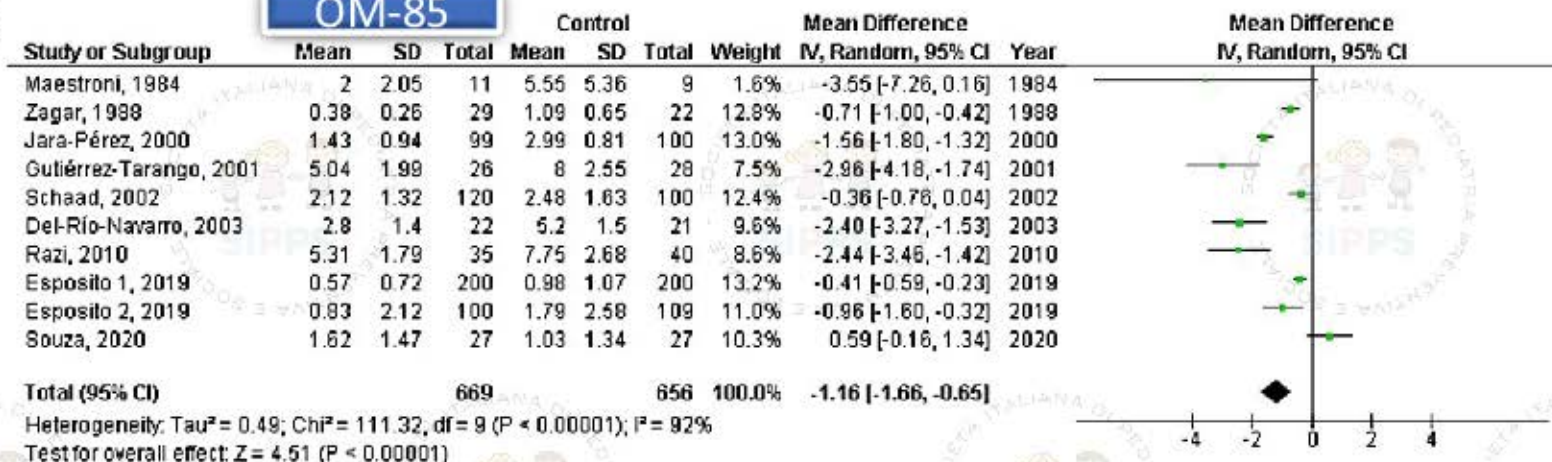 OM-85 Control Mean Difference Mean Difference
Study or Subgroup Mean SD Total Mean SD Total Weight IV, Random, 95% CI Year IV, Random, 95% CI
Maestroni, 1984 2 2.05 11 5.55 5.36 9 1.6% -3.55 [-7.26, 0.16] 1984
Zagar, 1988 0.38 0.26 29 1.09 0.65 22 12.8% -0.71 [-1.00, -0.42] 1988
Jara-Pérez, 2000 1.43 0.94 99 2.99 0.81 100 13.0% -1.56 [-1.80, -1.32] 2000
Gutiérrez-Tarango, 2001 5.04 1.99 26 8 2.55 28 7.5% -2.96 [-4.18, -1.74] 2001
Schaad, 2002 2.12 1.32 120 2.48 1.63 100 12.4% -0.36 [-0.76, 0.04] 2002
Del-Río-Navarro, 2003 2.8 1.4 22 5.2 1.5 21 9.6% -2.40 [-3.27, -1.53] 2003
Razi, 2010 5.31 1.79 35 7.75 2.68 40 8.6% -2.44 [-3.46, -1.42] 2010
Esposito 1, 2019 0.57 0.72 200 0.98 1.07 200 13.2% -0.41 [-0.59, -0.23] 2019
Esposito 2, 2019 0.83 2.12 100 1.79 2.58 109 11.0% -0.96 [-1.60, -0.32] 2019
Souza, 2020 1.62 1.47 27 1.03 1.34 27 10.3% 0.59 [-0.16, 1.34] 2020
Total (95% CI) 669 656 100.0% -1.16 [-1.66, -0.65]
Heterogeneity: Tau² = 0.49; Chi² = 111.32, df = 9 (P < 0.00001); I² = 92%
Test for overall effect: Z = 4.51 (P < 0.00001)
-4 -2 0 2 4
SIPPS
SIPPS